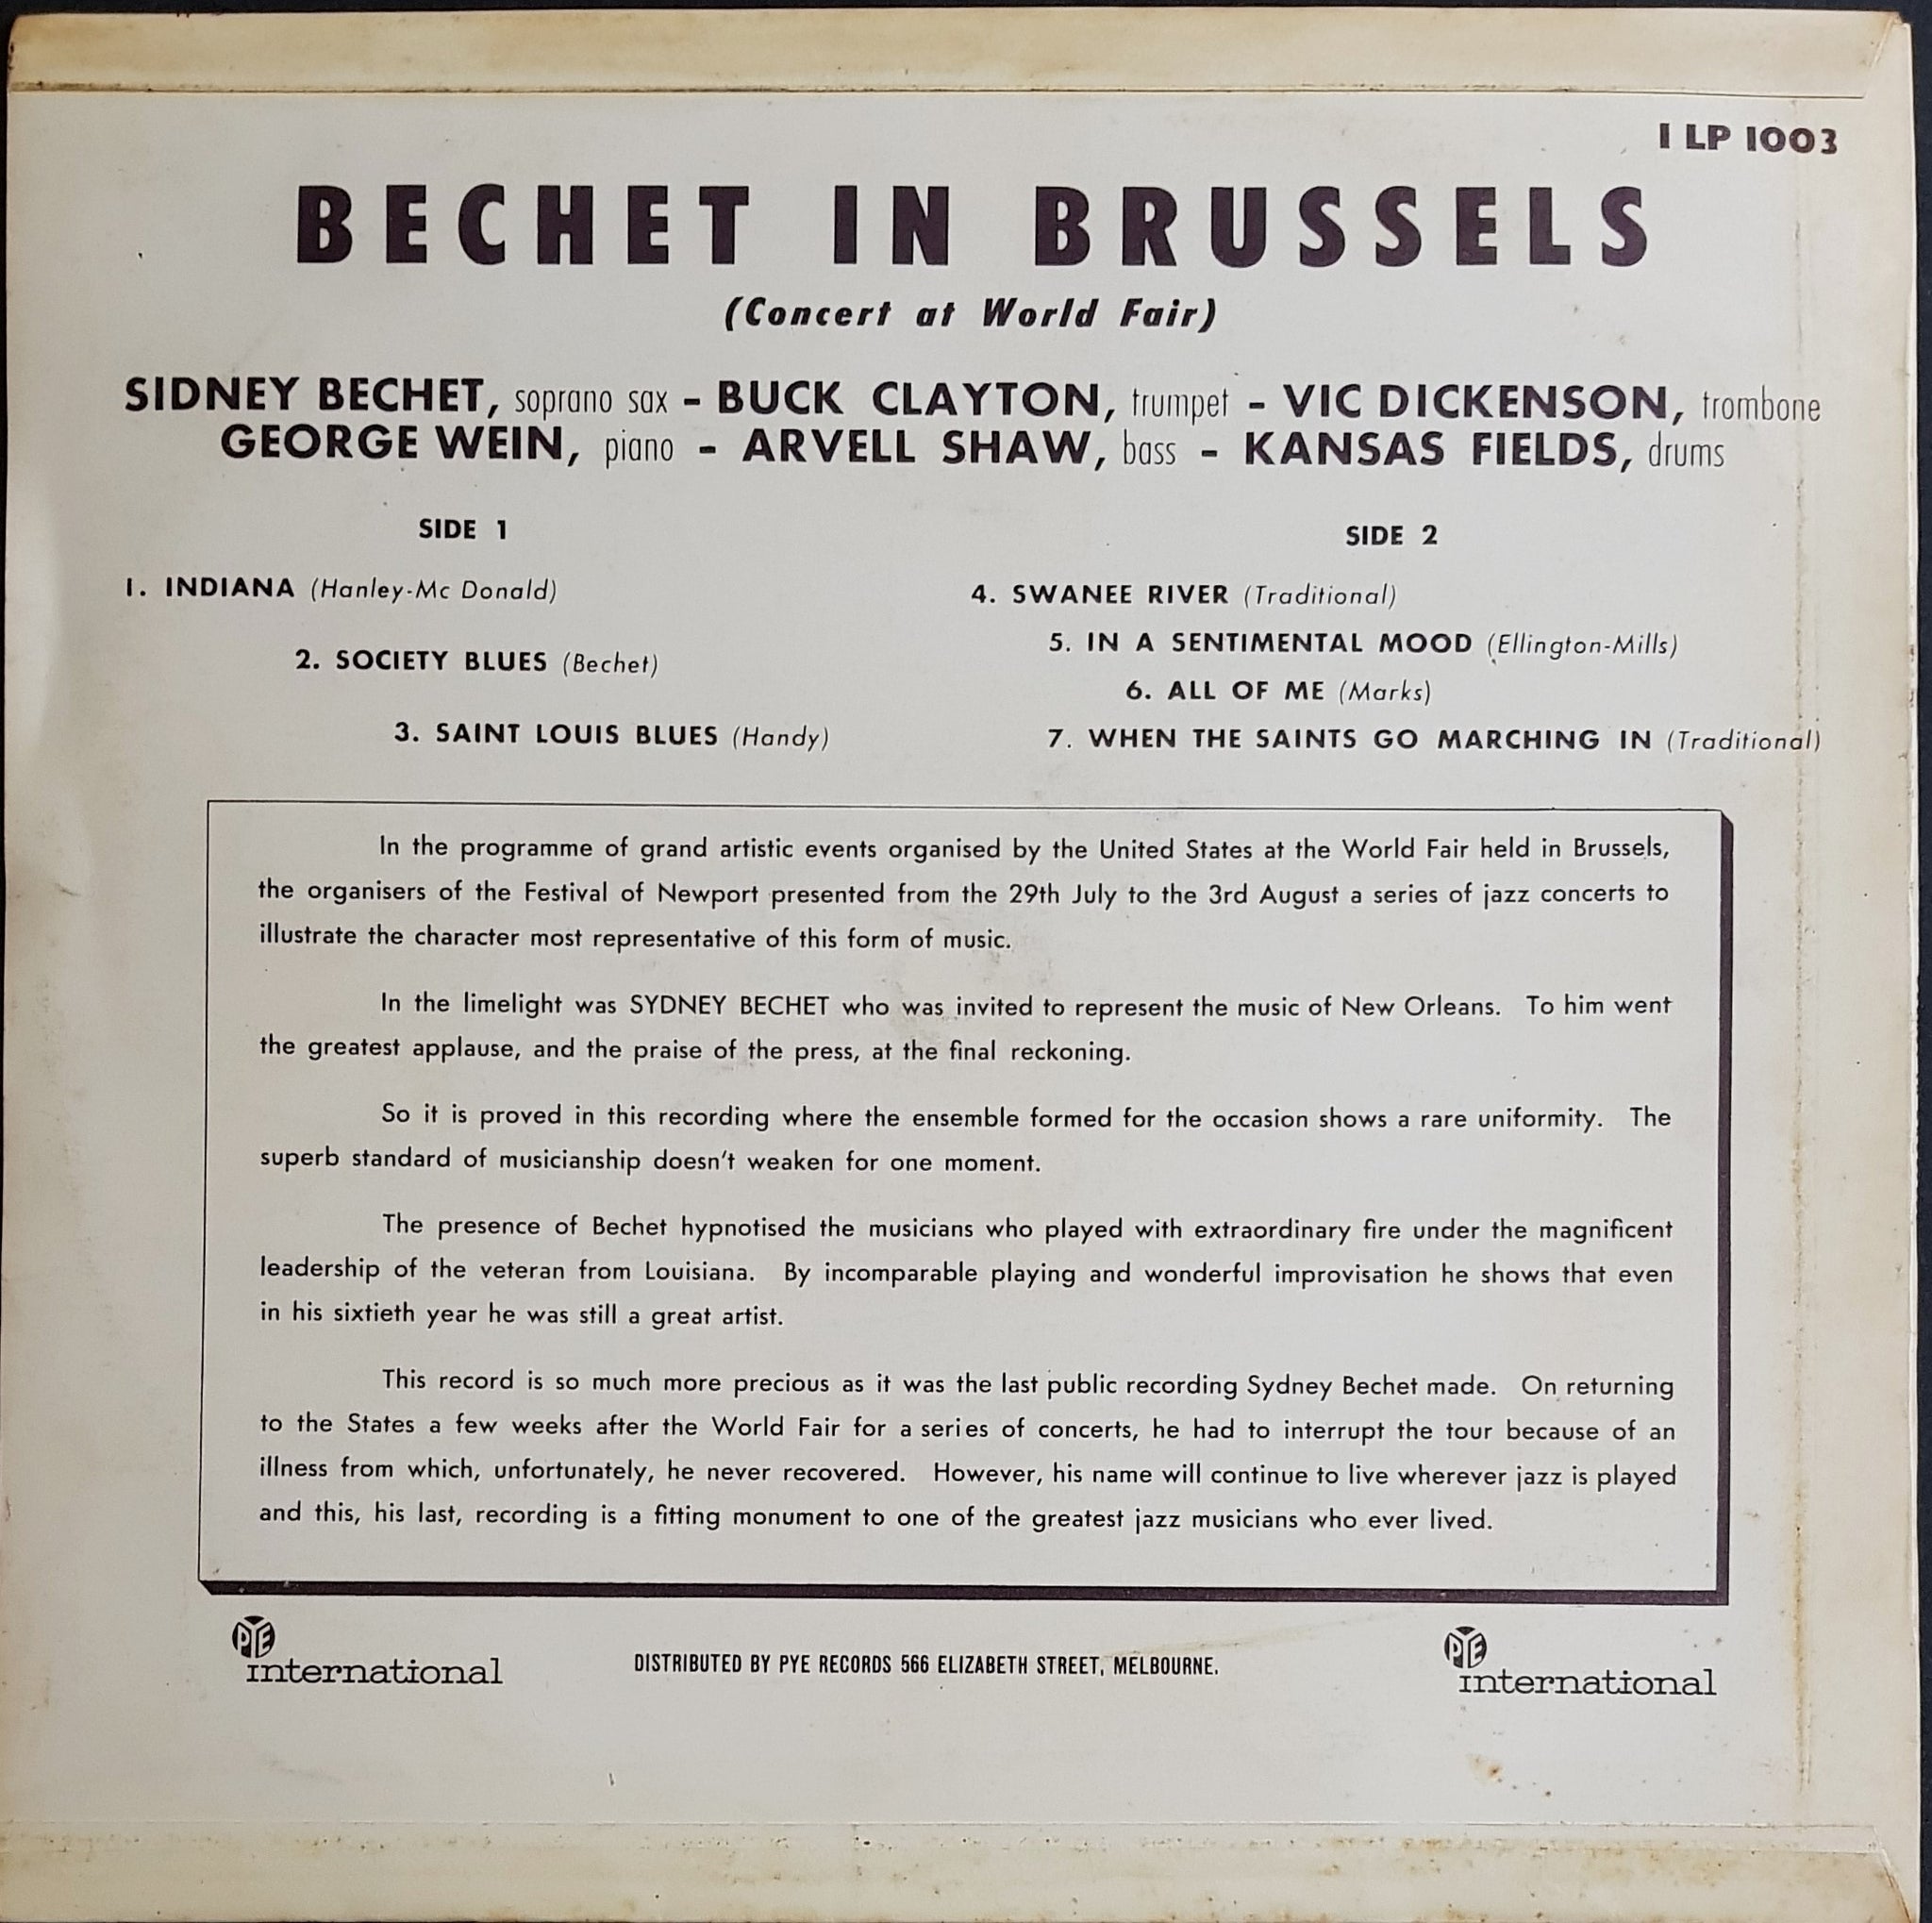 I LP 1003
BECHET IN BRUSSELS
(Concert at World Fair)
SIDNEY BECHET, soprano sax - BUCK CLAYTON, trumpet - VIC DICKENSON, trombone
GEORGE WEIN, piano - ARVELL SHAW, bass - KANSAS FIELDS, drums
SIDE 1
1. INDIANA (Hanley-Mc Donald)
2. SOCIETY BLUES (Bechet)
3. SAINT LOUIS BLUES (Handy)
SIDE 2
4. SWANEE RIVER (Traditional)
5. IN A SENTIMENTAL MOOD (Ellington-Mills)
6. ALL OF ME (Marks)
7. WHEN THE SAINTS GO MARCHING IN (Traditional)
In the programme of grand artistic events organised by the United States at the World Fair held in Brussels,
the organisers of the Festival of Newport presented from the 29th July to the 3rd August a series of jazz concerts to
illustrate the character most representative of this form of music.
In the limelight was SYDNEY BECHET who was invited to represent the music of New Orleans. To him went
the greatest applause, and the praise of the press, at the final reckoning.
So it is proved in this recording where the ensemble formed for the occasion shows a rare uniformity. The
superb standard of musicianship doesn't weaken for one moment.
The presence of Bechet hypnotised the musicians who played with extraordinary fire under the magnificent
leadership of the veteran from Louisiana. By incomparable playing and wonderful improvisation he shows that even
in his sixtieth year he was still a great artist.
This record is so much more precious as it was the last public recording Sydney Bechet made. On returning
to the States a few weeks after the World Fair for a series of concerts, he had to interrupt the tour because of an
illness from which, unfortunately, he never recovered. However, his name will continue to live wherever jazz is played
and this, his last, recording is a fitting monument to one of the greatest jazz musicians who ever lived.
PYE
international
DISTRIBUTED BY PYE RECORDS 566 ELIZABETH STREET, MELBOURNE.
PYE
international